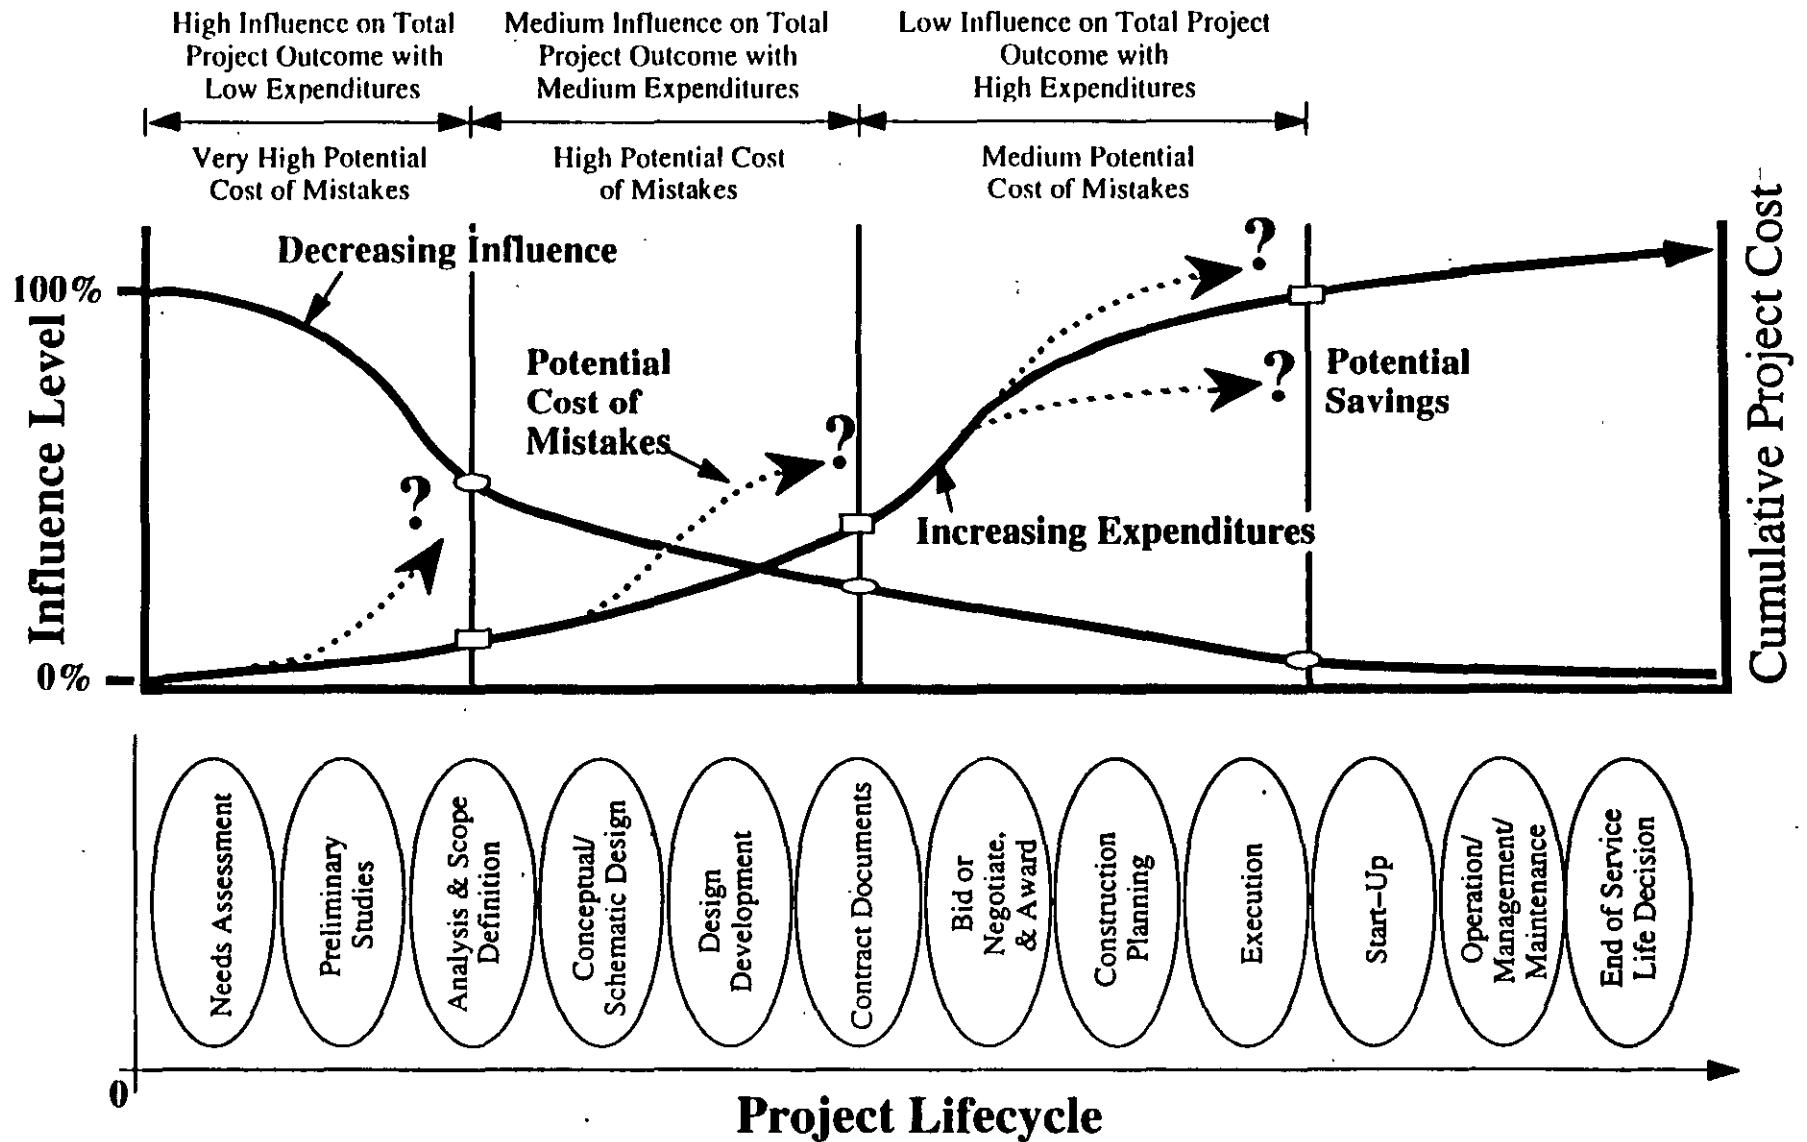 High Influence on Total
Project Outcome with
Low Expenditures
Medium Influence on Total
Project Outcome with
Medium Expenditures
Low Influence on Total Project
Outcome with
High Expenditures
Very High Potential
Cost of Mistakes
High Potential Cost
of Mistakes
Medium Potential
Cost of Mistakes
Decreasing Influence
100%
Influence Level
0%
Potential
Cost of
Mistakes
?
?
?
?
Potential
Savings
Increasing Expenditures
Cumulative Project Cost
Needs Assessment
Preliminary
Studies
Analysis & Scope
Definition
Conceptual/
Schematic Design
Design
Development
Contract Documents
Bid or
Negotiate,
& Award
Construction
Planning
Execution
Start-Up
Operation/
Management/
Maintenance
End of Service
Life Decision
0
Project Lifecycle